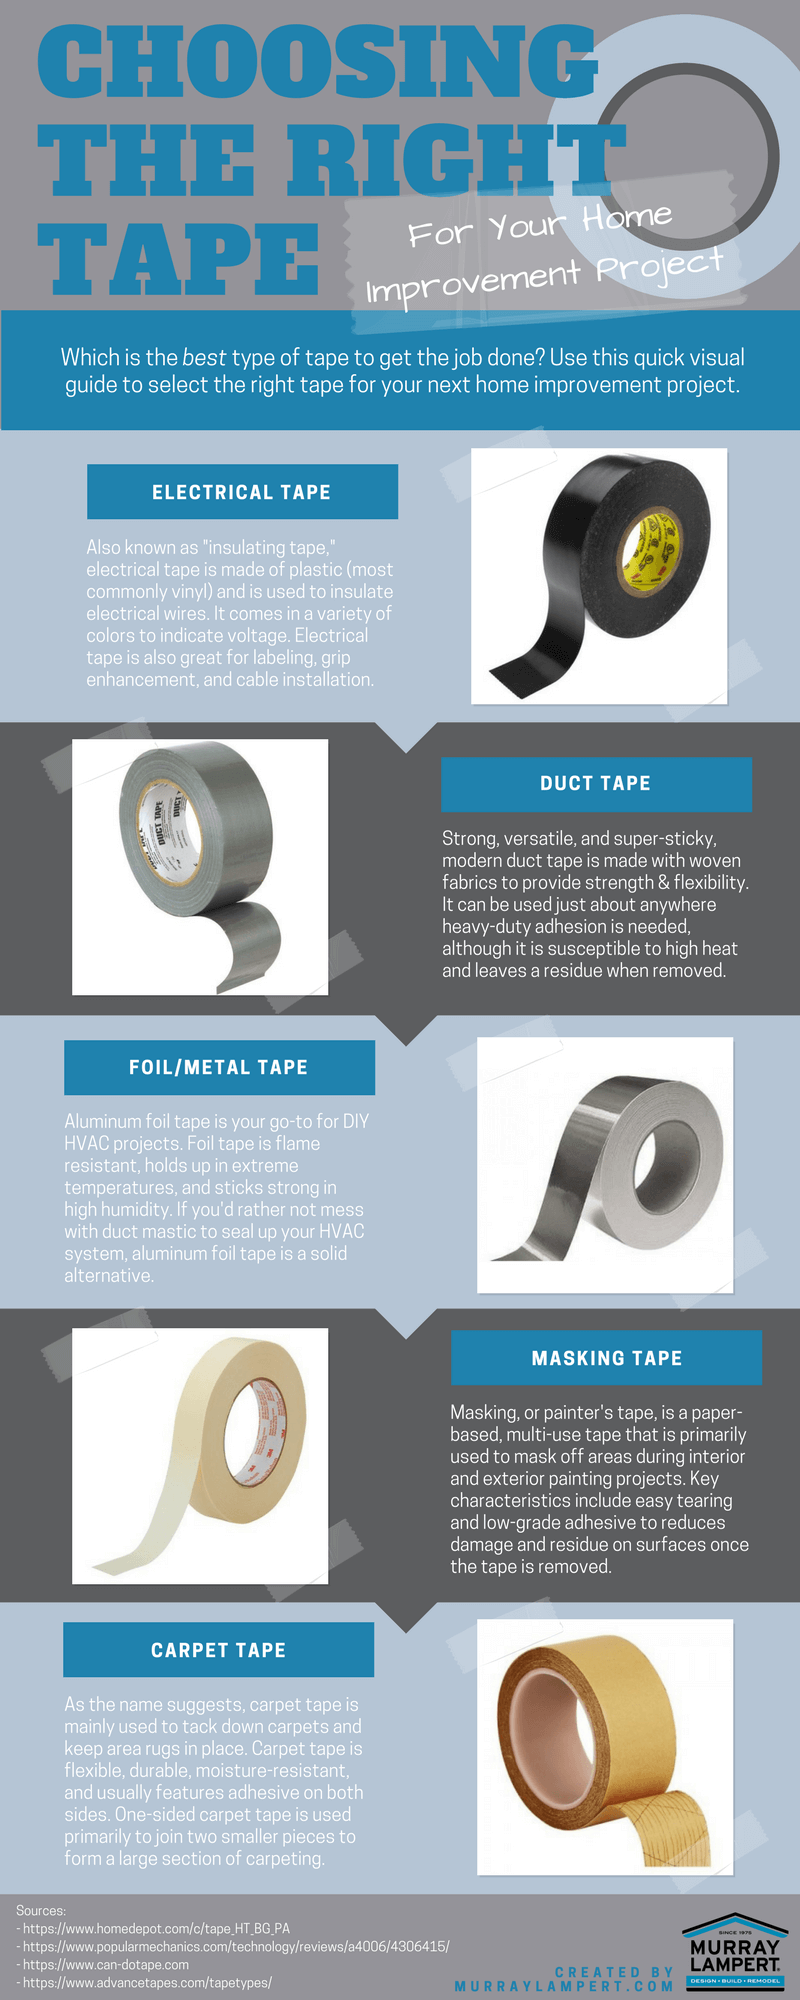 CHOOSING
THE RIGHT
TAPE
For Your Home
Improvement Project
Which is the best type of tape to get the job done? Use this quick visual
guide to select the right tape for your next home improvement project.
ELECTRICAL TAPE
Also known as "insulating tape,"
electrical tape is made of plastic (most
commonly vinyl) and is used to insulate
electrical wires. It comes in a variety of
colors to indicate voltage. Electrical
tape is also great for labeling, grip
enhancement, and cable installation.
DUCT TAPE
DUCT
DUCT TAPE
Strong, versatile, and super-sticky,
modern duct tape is made with woven
fabrics to provide strength & flexibility.
It can be used just about anywhere
heavy-duty adhesion is needed,
although it is susceptible to high heat
and leaves a residue when removed.
FOIL/METAL TAPE
Aluminum foil tape is your go-to for DIY
HVAC projects. Foil tape is flame
resistant, holds up in extreme
temperatures, and sticks strong in
high humidity. If you'd rather not mess
with duct mastic to seal up your HVAC
system, aluminum foil tape is a solid
alternative.
MASKING TAPE
Masking, or painter's tape, is a paper-
based, multi-use tape that is primarily
used to mask off areas during interior
and exterior painting projects. Key
characteristics include easy tearing
and low-grade adhesive to reduces
damage and residue on surfaces once
the tape is removed.
3M
CARPET TAPE
As the name suggests, carpet tape is
mainly used to tack down carpets and
keep area rugs in place. Carpet tape is
flexible, durable, moisture-resistant,
and usually features adhesive on both
sides. One-sided carpet tape is used
primarily to join two smaller pieces to
form a large section of carpeting.
Sources:
- https://www.homedepot.com/c/tape_HT_BG_PA
- https://www.popularmechanics.com/technology/reviews/a4006/4306415/
- https://www.can-dotape.com
- https://www.advancetapes.com/tapetypes/
CREATED BY
MURRAYLAMPERT.COM
SINCE 1975
MURRAY
LAMPERT.
DESIGN • BUILD • REMODEL